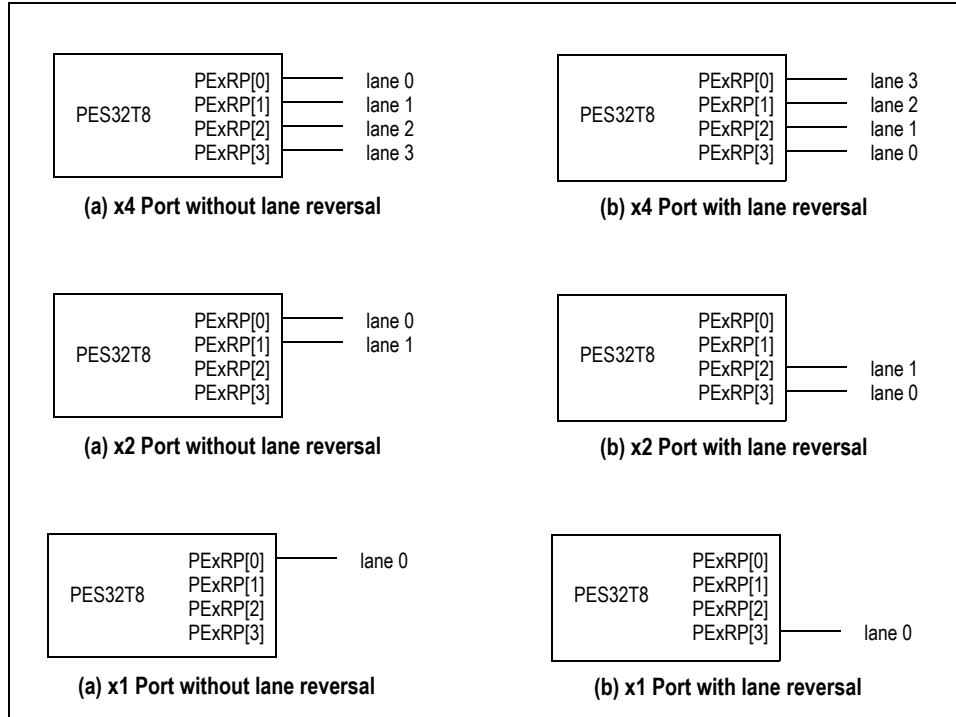 PES32T8
PExRP[0] lane 0
PExRP[1] lane 1
PExRP[2] lane 2
PExRP[3] lane 3
(a) x4 Port without lane reversal
PES32T8
PExRP[0] lane 3
PExRP[1] lane 2
PExRP[2] lane 1
PExRP[3] lane 0
(b) x4 Port with lane reversal
PES32T8
PExRP[0] lane 0
PExRP[1] lane 1
PExRP[2]
PExRP[3]
(a) x2 Port without lane reversal
PES32T8
PExRP[0]
PExRP[1]
PExRP[2] lane 1
PExRP[3] lane 0
(b) x2 Port with lane reversal
PES32T8
PExRP[0] lane 0
PExRP[1]
PExRP[2]
PExRP[3]
(a) x1 Port without lane reversal
PES32T8
PExRP[0]
PExRP[1]
PExRP[2]
PExRP[3] lane 0
(b) x1 Port with lane reversal